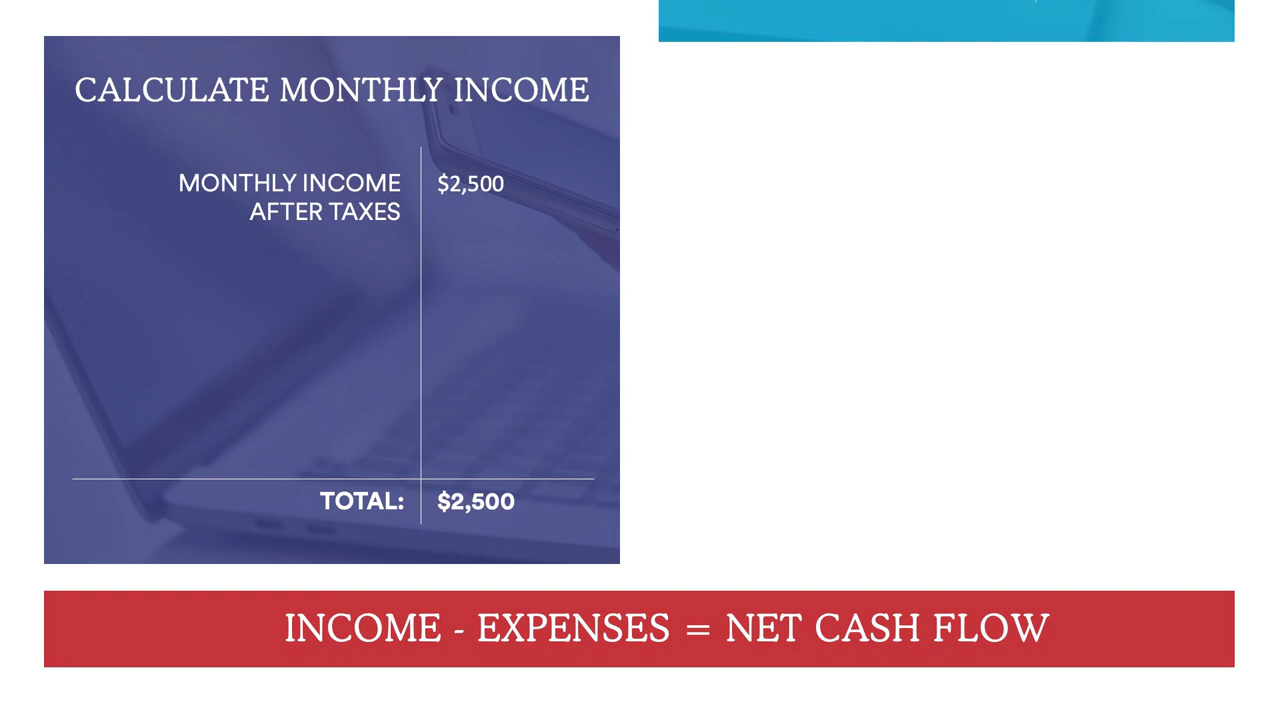 CALCULATE MONTHLY INCOME
MONTHLY INCOME
AFTER TAXES
$2,500
TOTAL: $2,500
INCOME - EXPENSES = NET CASH FLOW